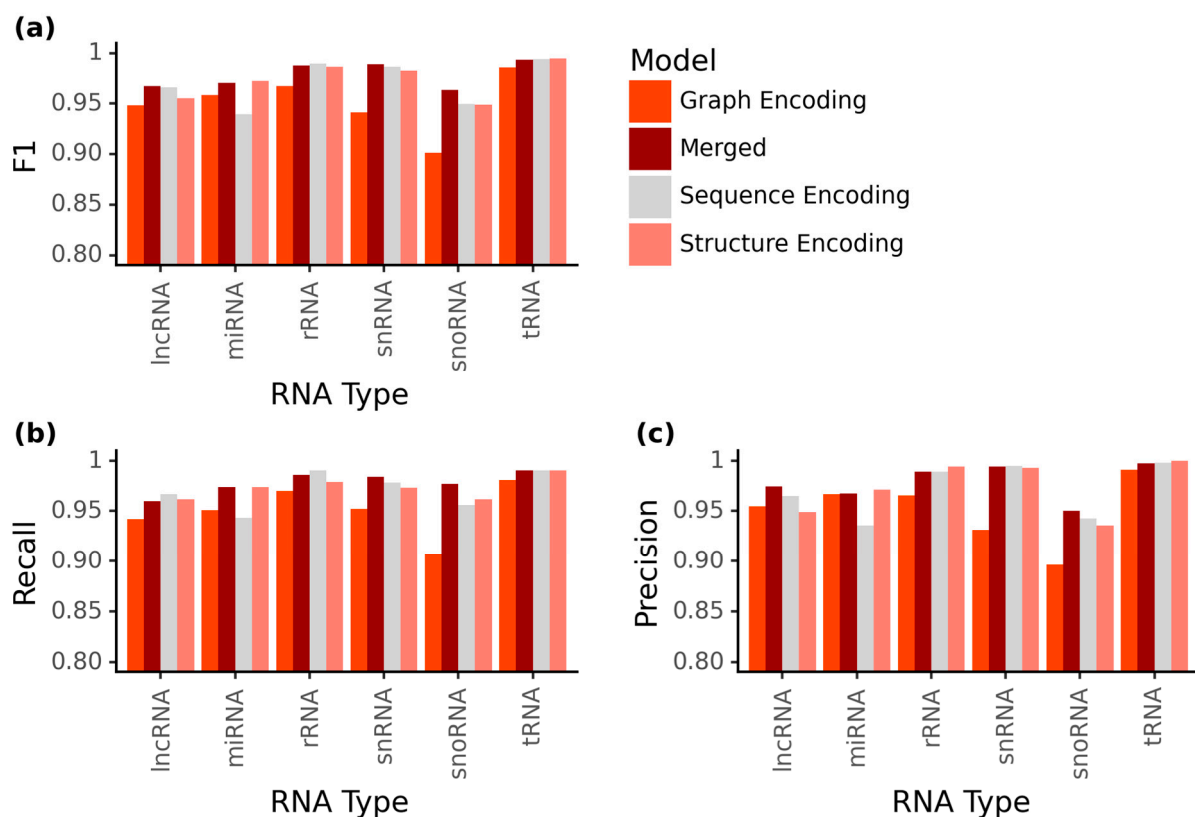 (a)
F1
1
0.95
0.90
0.85
0.80
lncRNA
miRNA
rRNA
snRNA
snoRNA
tRNA
RNA Type
Model
Graph Encoding
Merged
Sequence Encoding
Structure Encoding
(b)
Recall
1
0.95
0.90
0.85
0.80
lncRNA
miRNA
rRNA
snRNA
snoRNA
tRNA
RNA Type
(c)
Precision
1
0.95
0.90
0.85
0.80
lncRNA
miRNA
rRNA
snRNA
snoRNA
tRNA
RNA Type